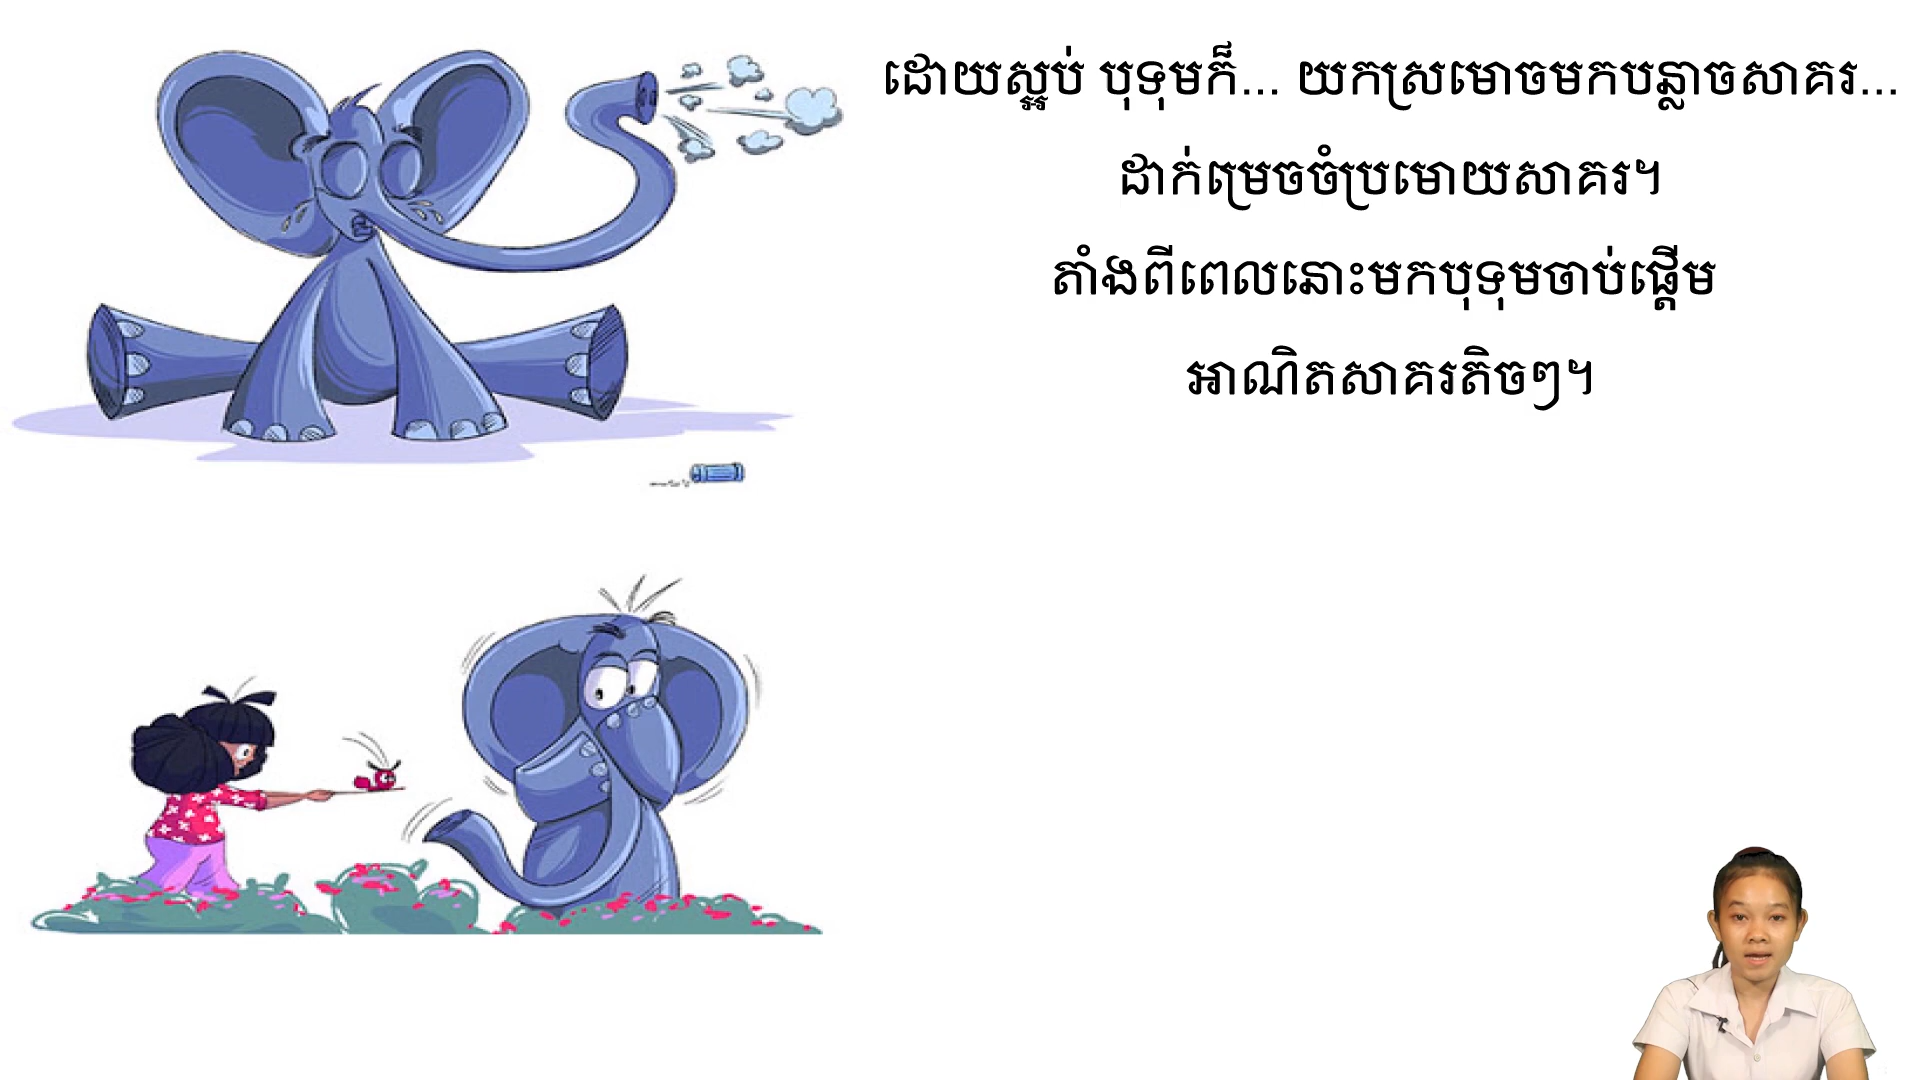 ដោយស្អប់ បុទុមក៏... យកស្រមោចមកបន្លាចសាគរ...
ដាក់ម្រេចចំប្រមោយសាគរ។
តាំងពីពេលនោះមកបុទុមចាប់ផ្ដើម
អាណិតសាគរតិចៗ។